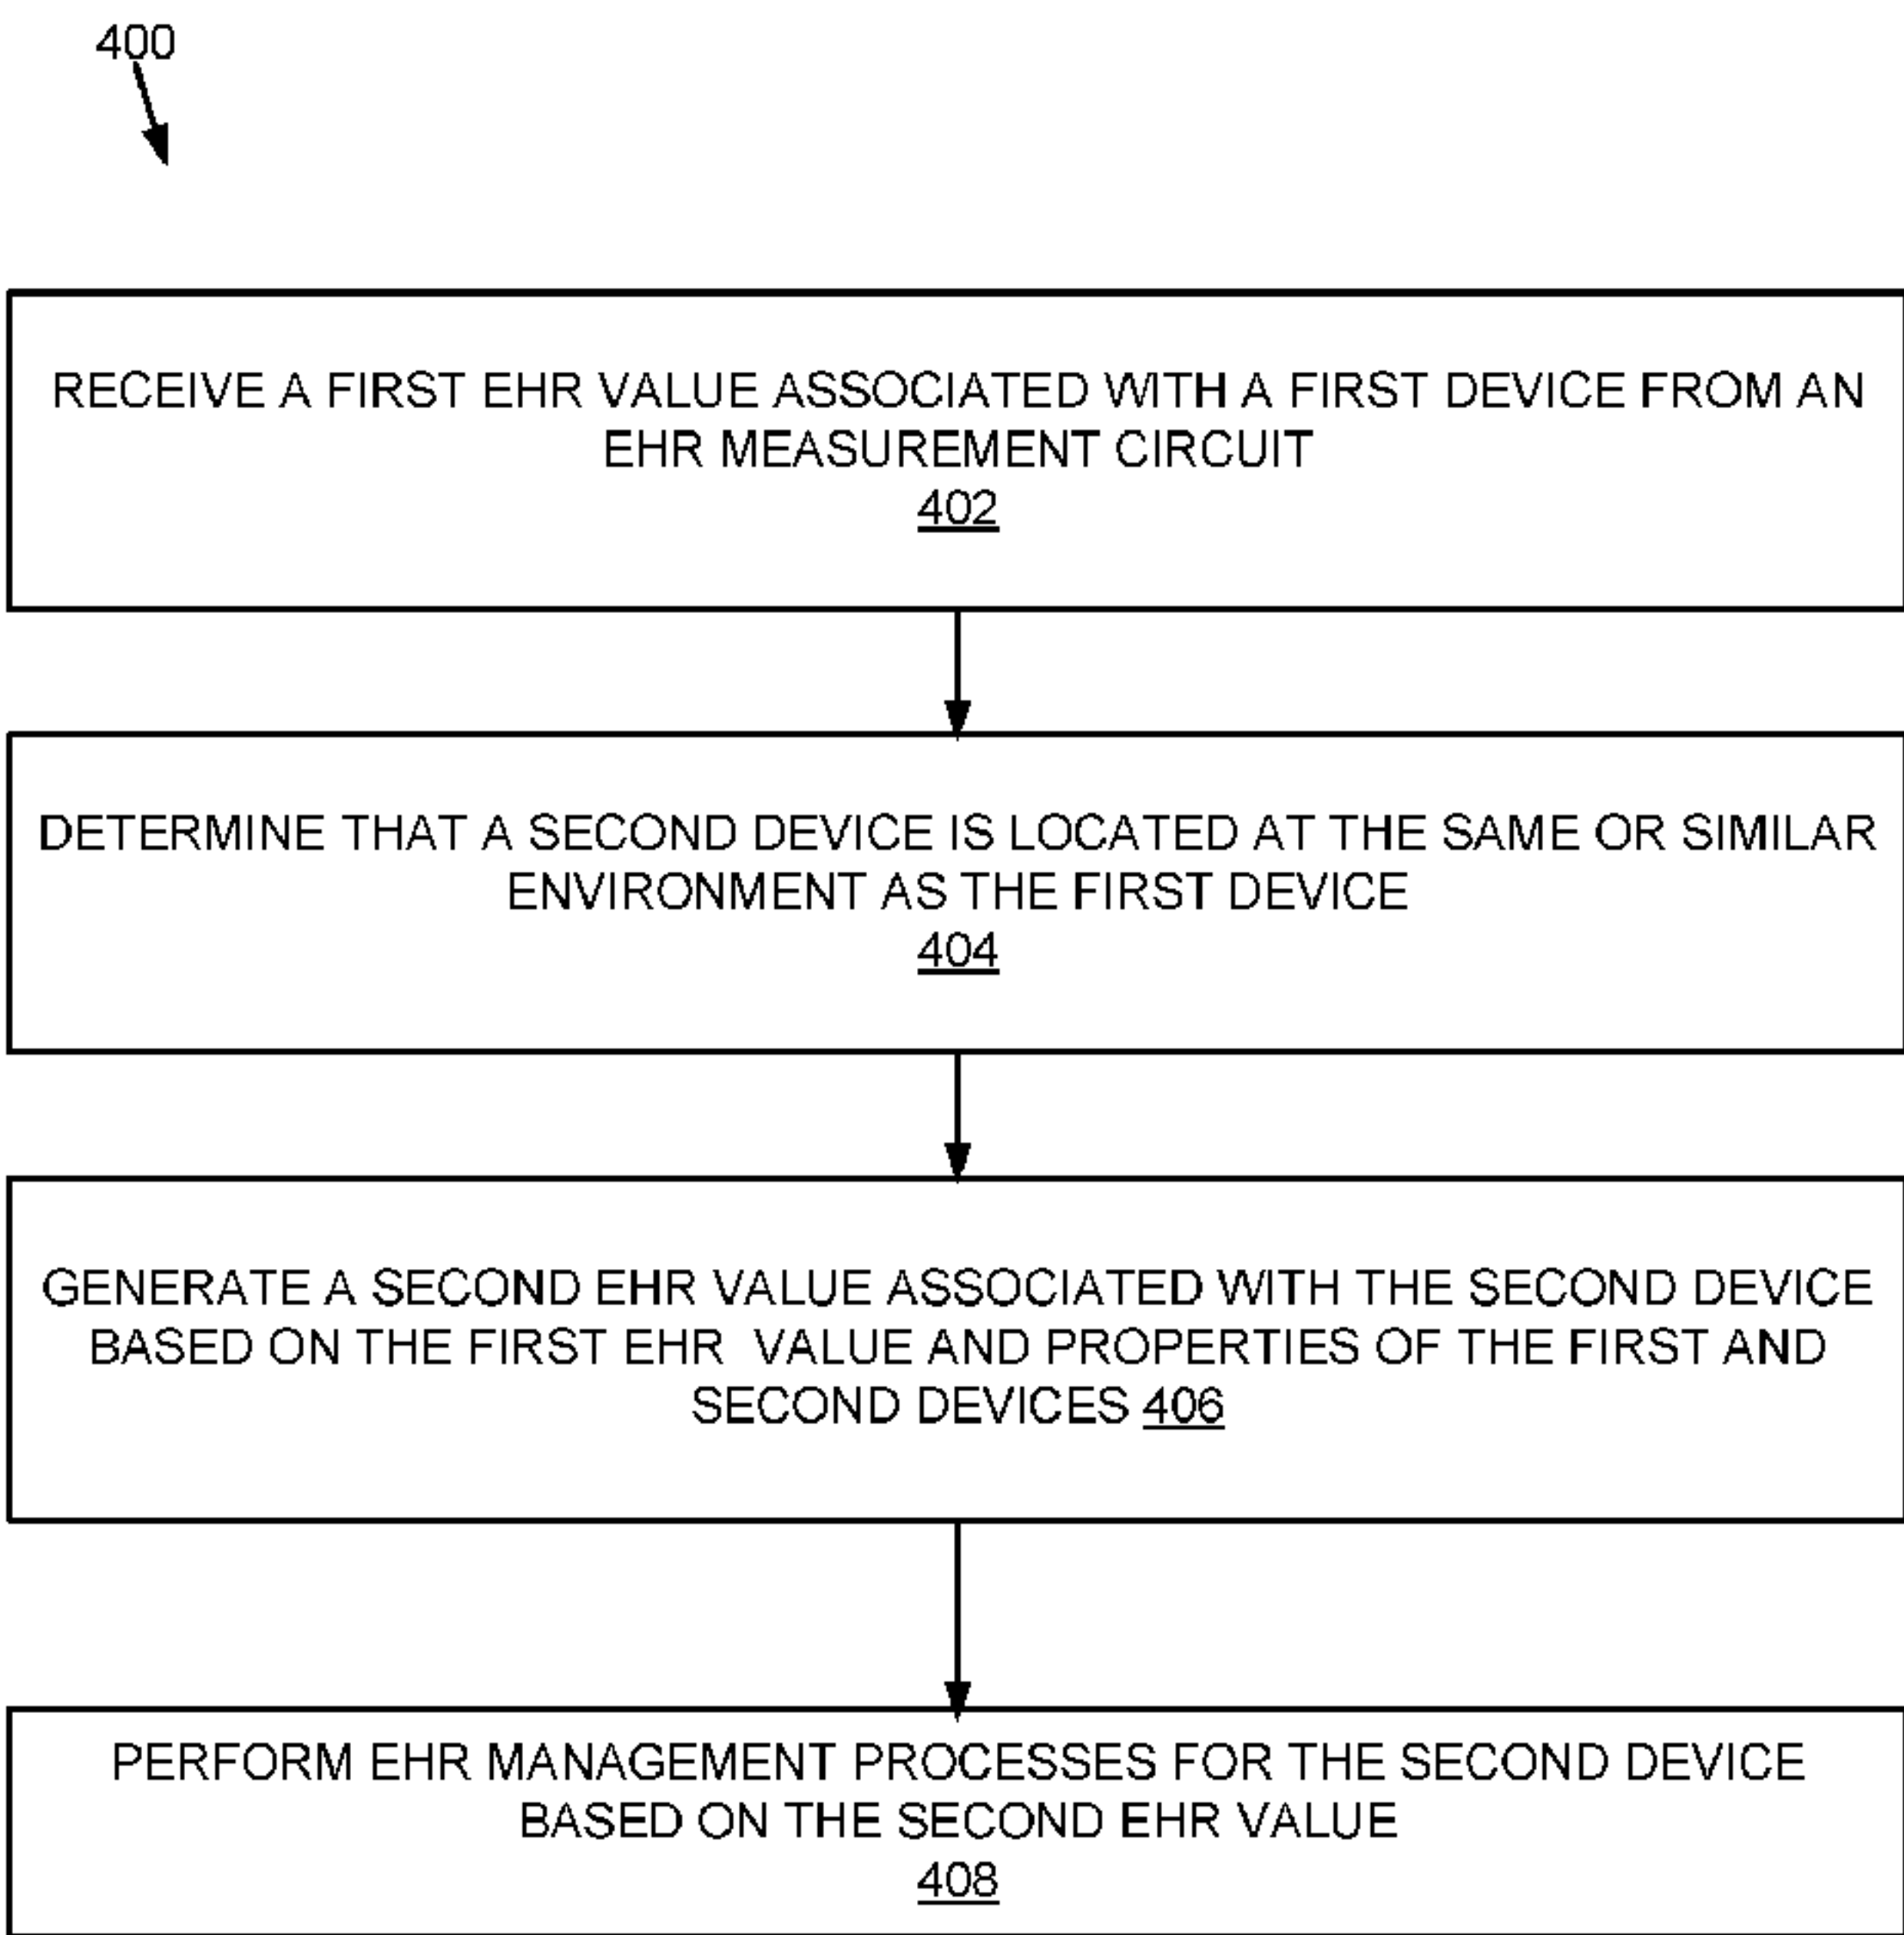 400
RECEIVE A FIRST EHR VALUE ASSOCIATED WITH A FIRST DEVICE FROM AN
EHR MEASUREMENT CIRCUIT
402
DETERMINE THAT A SECOND DEVICE IS LOCATED AT THE SAME OR SIMILAR
ENVIRONMENT AS THE FIRST DEVICE
404
GENERATE A SECOND EHR VALUE ASSOCIATED WITH THE SECOND DEVICE
BASED ON THE FIRST EHR VALUE AND PROPERTIES OF THE FIRST AND
SECOND DEVICES 406
PERFORM EHR MANAGEMENT PROCESSES FOR THE SECOND DEVICE
BASED ON THE SECOND EHR VALUE
408